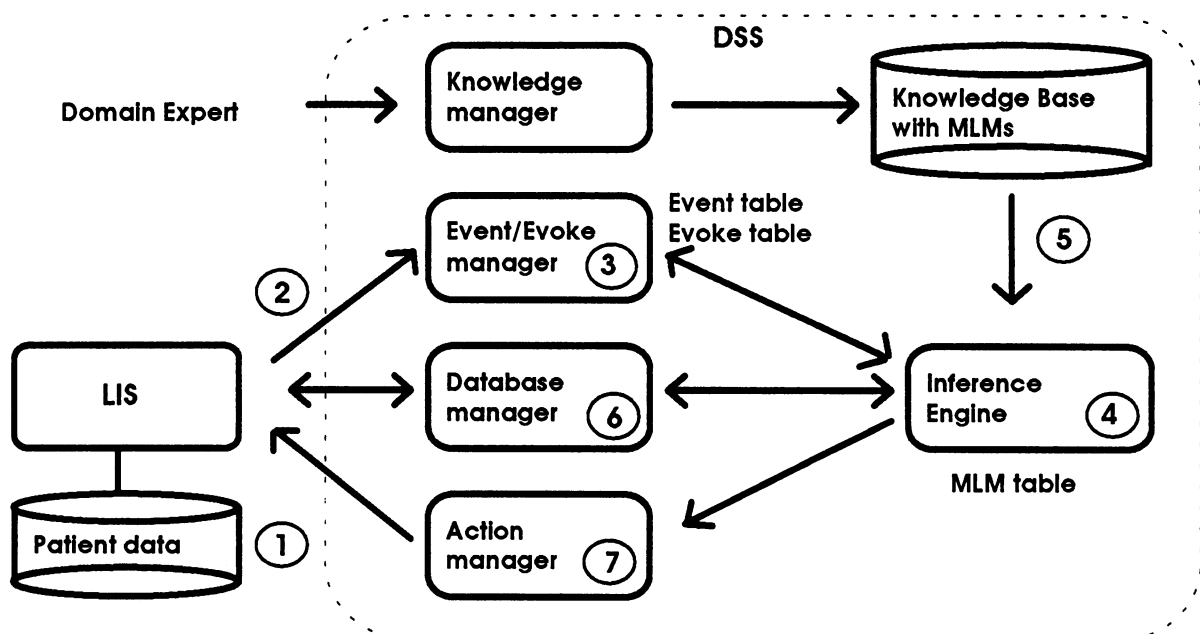 DSS
Domain Expert
Knowledge
manager
Knowledge Base
with MLMs
Event/Evoke
manager
3
Event table
Evoke table
5
2
LIS
Database
manager
6
Inference
Engine
4
MLM table
Patient data
1
Action
manager
7